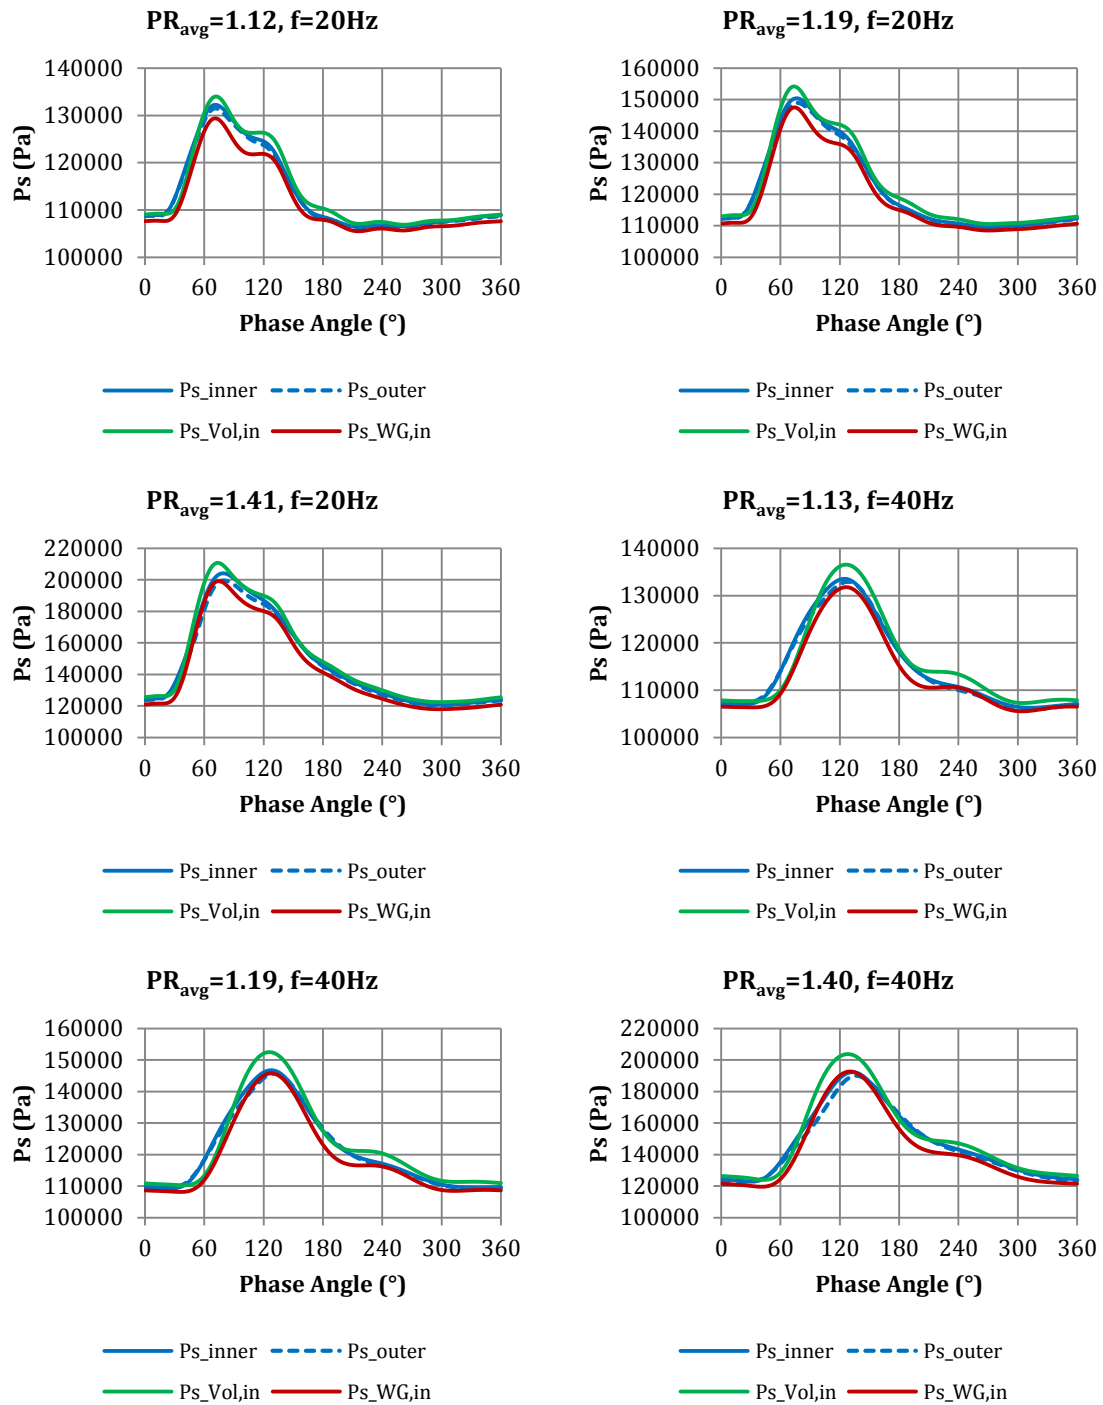 PRavg=1.12, f=20Hz
140000
130000
120000
110000
100000
Ps (Pa)
0 60 120 180 240 300 360
Phase Angle (°)
Ps_inner Ps_outer
Ps_Vol,in Ps_WG,in
PRavg=1.19, f=20Hz
160000
150000
140000
130000
120000
110000
100000
Ps (Pa)
0 60 120 180 240 300 360
Phase Angle (°)
Ps_inner Ps_outer
Ps_Vol,in Ps_WG,in
PRavg=1.41, f=20Hz
220000
200000
180000
160000
140000
120000
100000
Ps (Pa)
0 60 120 180 240 300 360
Phase Angle (°)
Ps_inner Ps_outer
Ps_Vol,in Ps_WG,in
PRavg=1.13, f=40Hz
140000
130000
120000
110000
100000
Ps (Pa)
0 60 120 180 240 300 360
Phase Angle (°)
Ps_inner Ps_outer
Ps_Vol,in Ps_WG,in
PRavg=1.19, f=40Hz
160000
150000
140000
130000
120000
110000
100000
Ps (Pa)
0 60 120 180 240 300 360
Phase Angle (°)
Ps_inner Ps_outer
Ps_Vol,in Ps_WG,in
PRavg=1.40, f=40Hz
220000
200000
180000
160000
140000
120000
100000
Ps (Pa)
0 60 120 180 240 300 360
Phase Angle (°)
Ps_inner Ps_outer
Ps_Vol,in Ps_WG,in